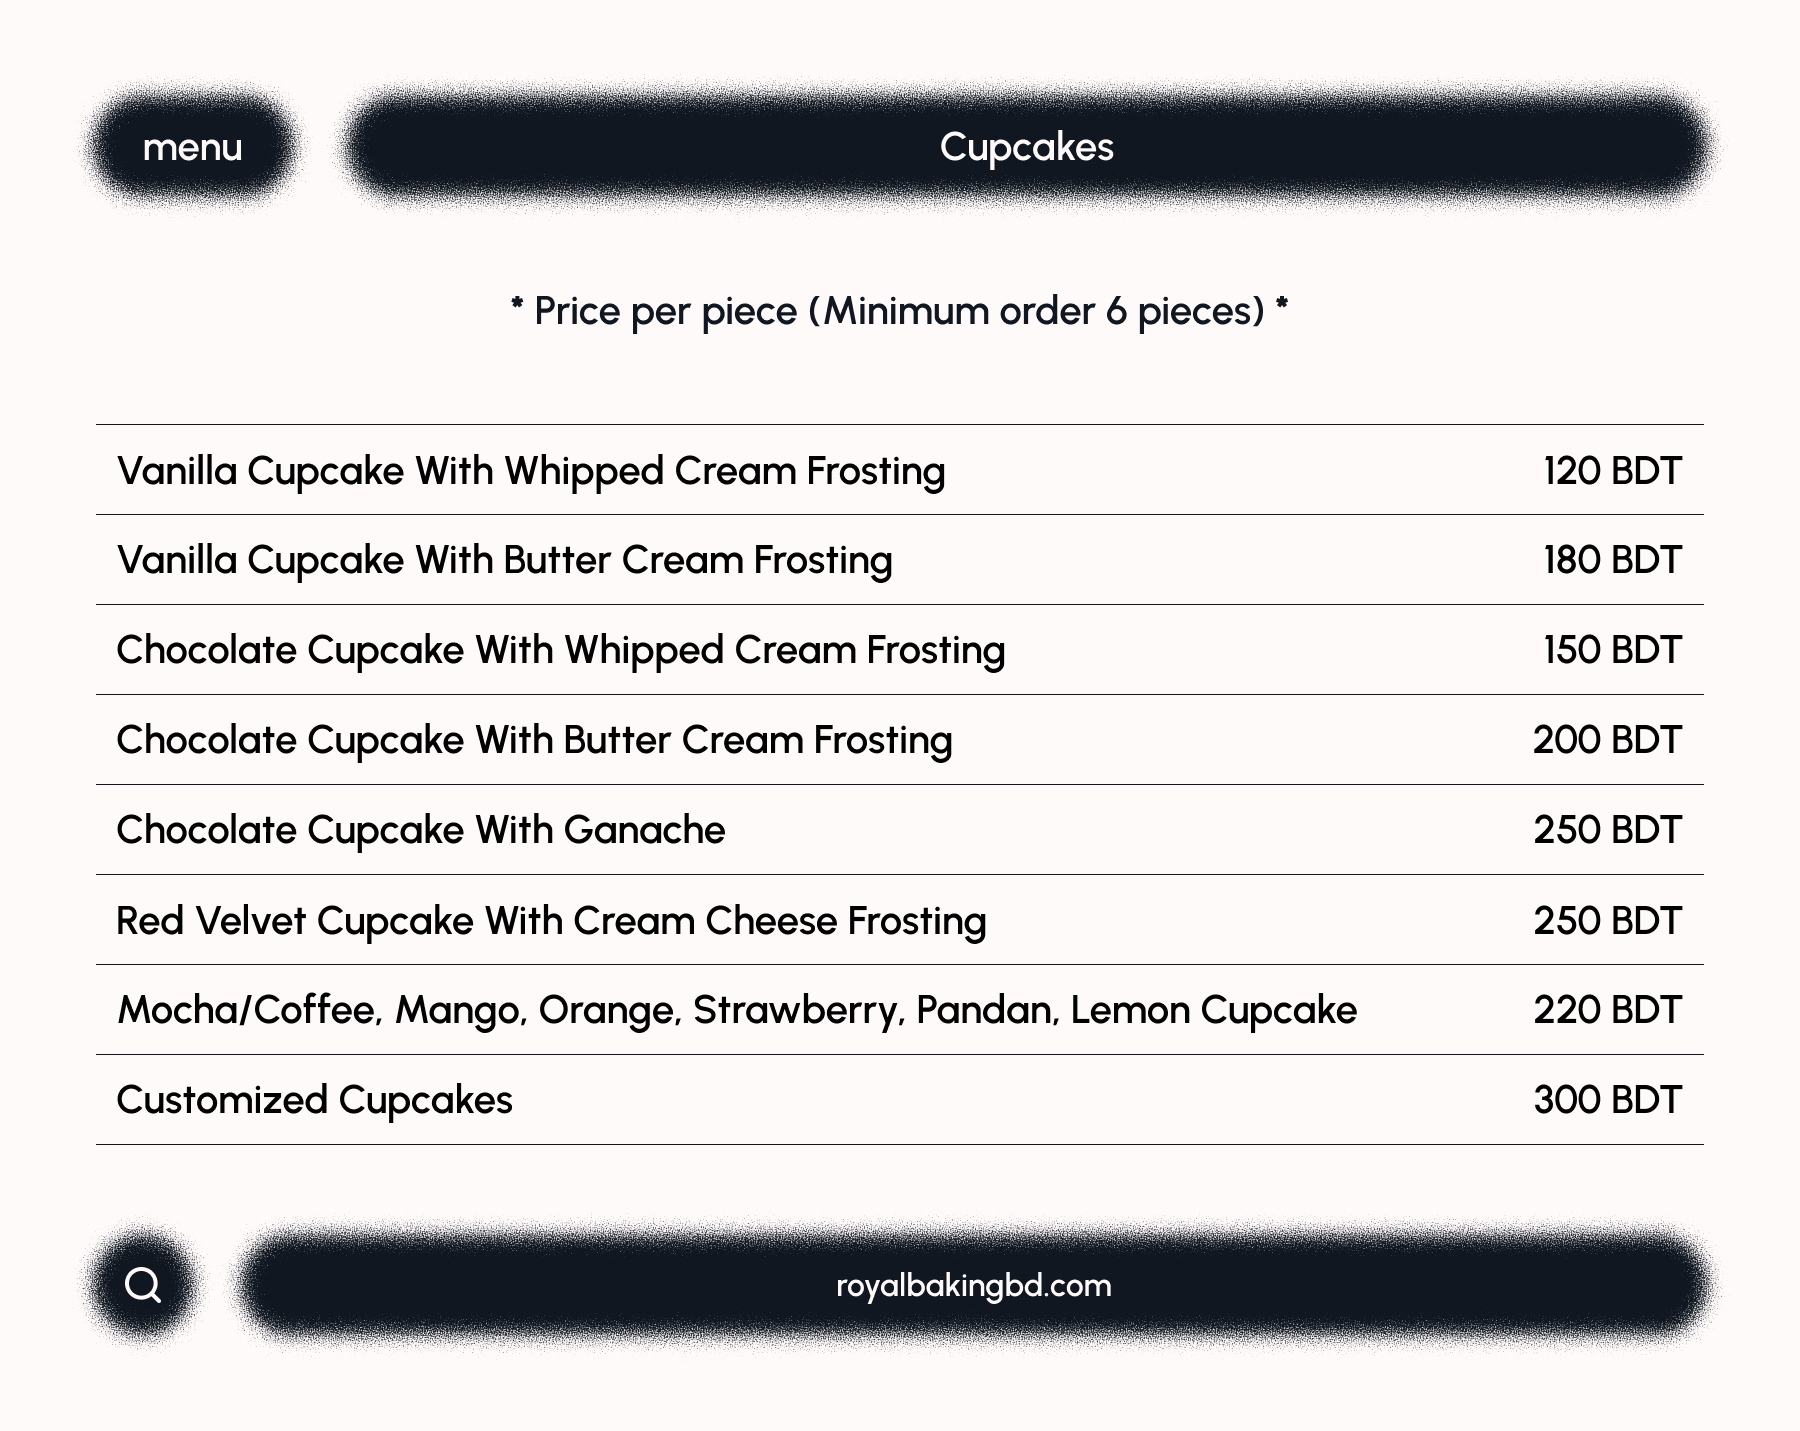 menu
Cupcakes
* Price per piece (Minimum order 6 pieces) *
Vanilla Cupcake With Whipped Cream Frosting 120 BDT
Vanilla Cupcake With Butter Cream Frosting 180 BDT
Chocolate Cupcake With Whipped Cream Frosting 150 BDT
Chocolate Cupcake With Butter Cream Frosting 200 BDT
Chocolate Cupcake With Ganache 250 BDT
Red Velvet Cupcake With Cream Cheese Frosting 250 BDT
Mocha/Coffee, Mango, Orange, Strawberry, Pandan, Lemon Cupcake 220 BDT
Customized Cupcakes 300 BDT
royalbakingbd.com